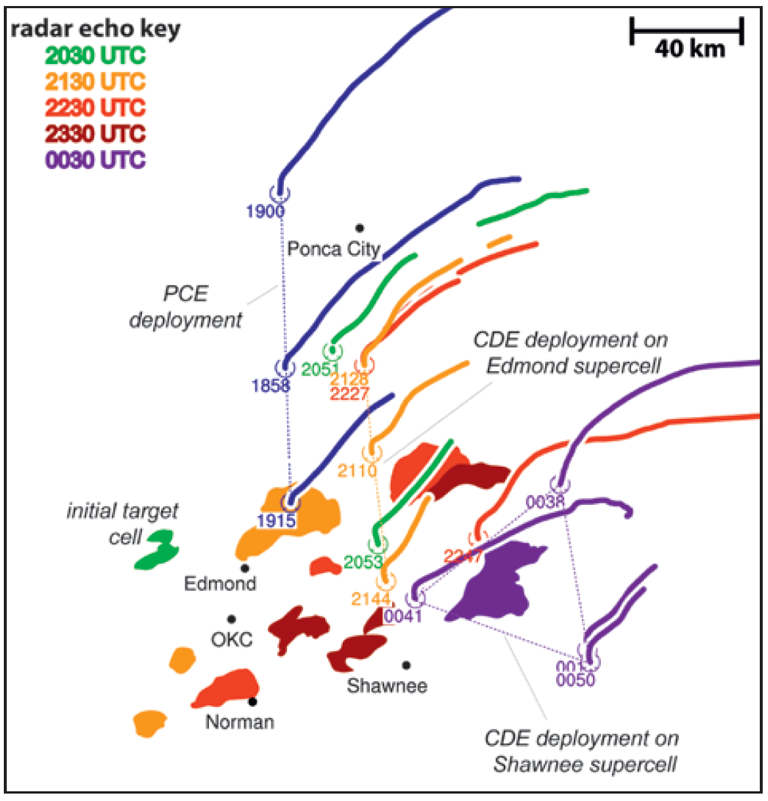 radar echo key
2030 UTC
2130 UTC
2230 UTC
2330 UTC
0030 UTC
40 km
1900
Ponca City
PCE
deployment
CDE deployment on
Edmond supercell
1858
2051
2128
2227
2110
0038
initial target
cell
1915
2053
2347
Edmond
2144
0041
OKC
0050
Shawnee
Norman
CDE deployment on
Shawnee supercell